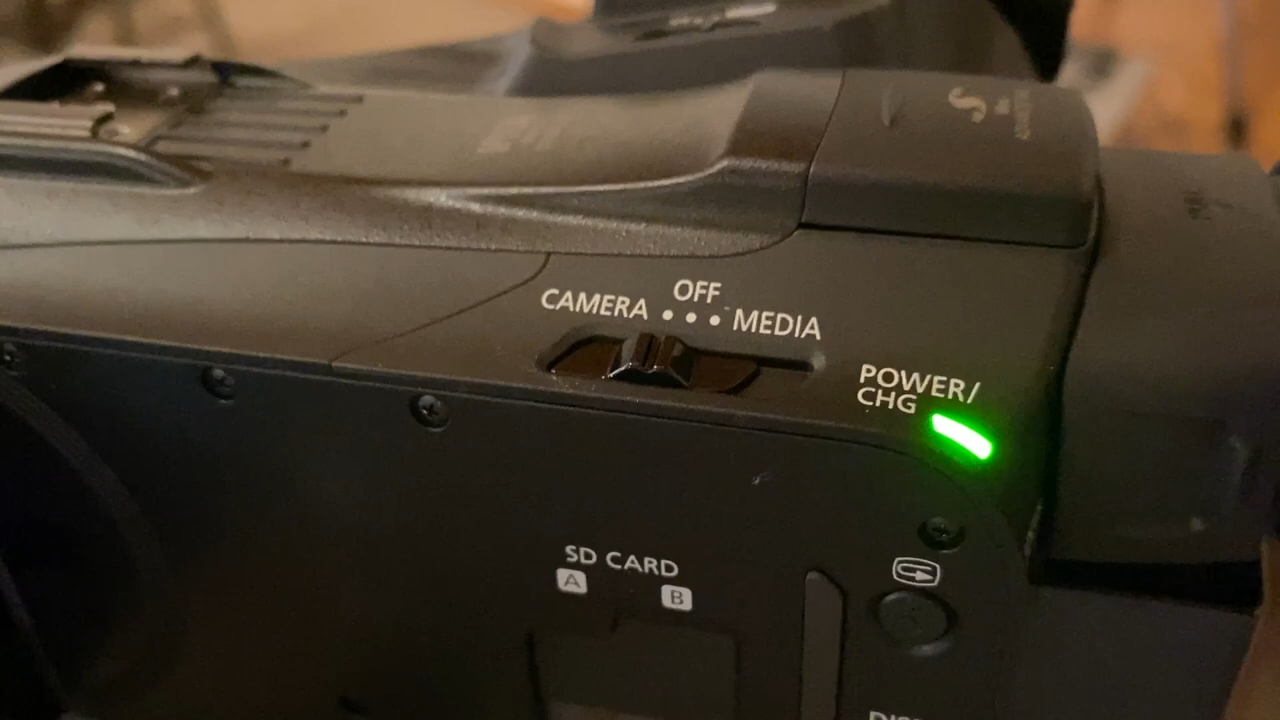 OFF
CAMERA • • • MEDIA
POWER/
CHG
SD CARD
A B